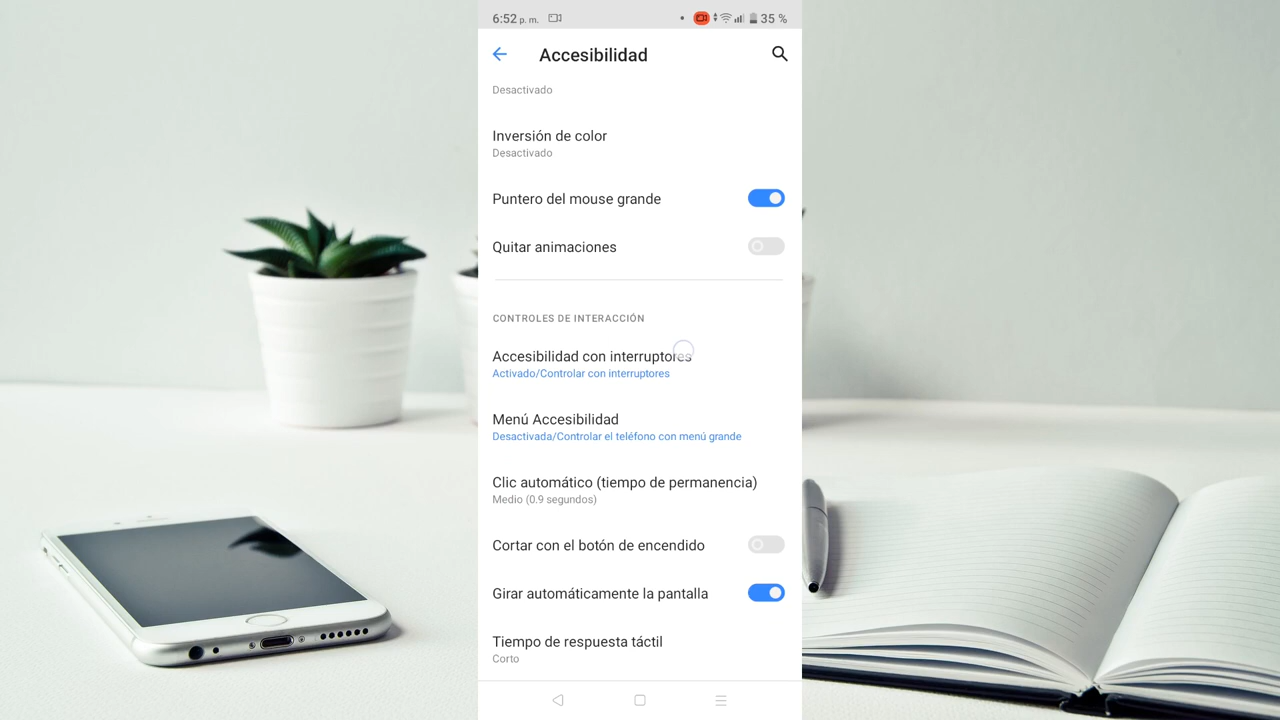 6:52 p. m.
35 %
Accesibilidad
Desactivado
Inversión de color
Desactivado
Puntero del mouse grande
Quitar animaciones
CONTROLES DE INTERACCIÓN
Accesibilidad con interruptores
Activado/Controlar con interruptores
Menú Accesibilidad
Desactivada/Controlar el teléfono con menú grande
Clic automático (tiempo de permanencia)
Medio (0.9 segundos)
Cortar con el botón de encendido
Girar automáticamente la pantalla
Tiempo de respuesta táctil
Corto